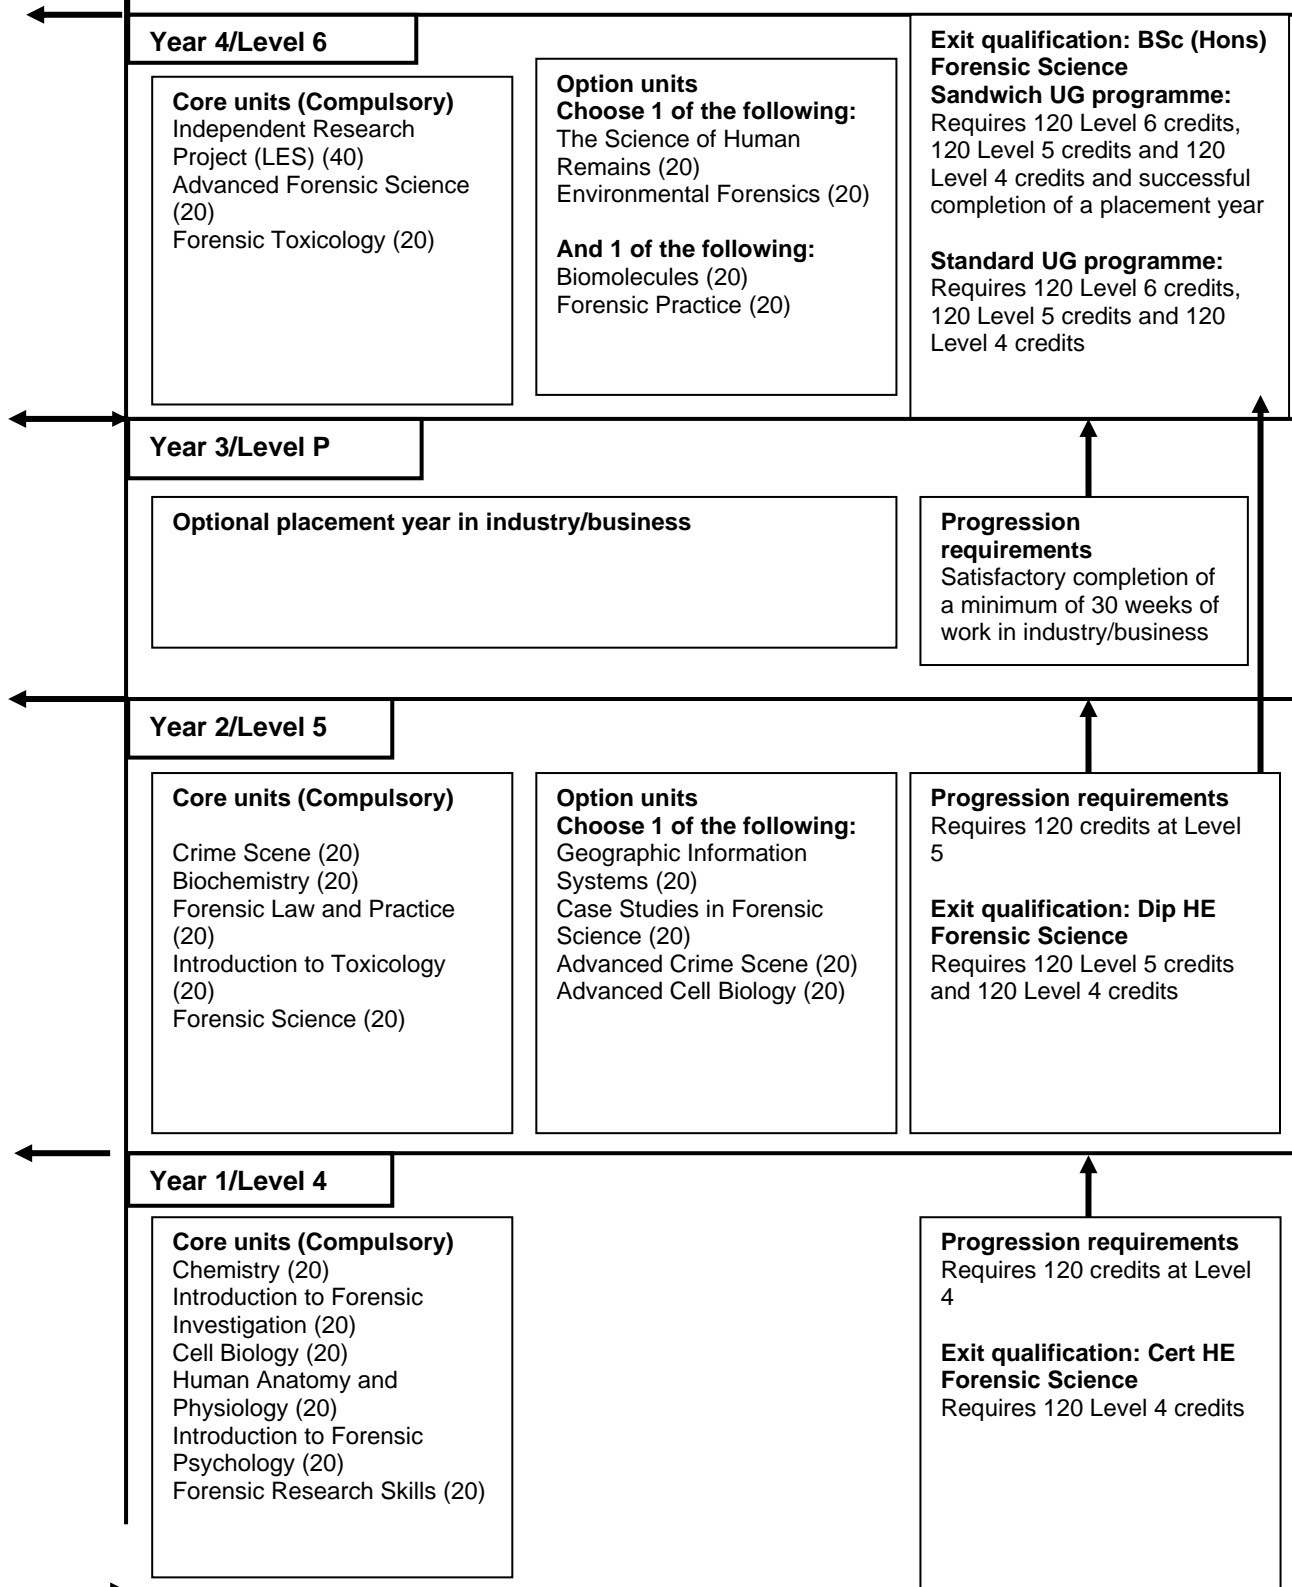 Year 4/Level 6
Core units (Compulsory)
Independent Research
Project (LES) (40)
Advanced Forensic Science
(20)
Forensic Toxicology (20)
Option units
Choose 1 of the following:
The Science of Human
Remains (20)
Environmental Forensics (20)
And 1 of the following:
Biomolecules (20)
Forensic Practice (20)
Exit qualification: BSc (Hons)
Forensic Science
Sandwich UG programme:
Requires 120 Level 6 credits,
120 Level 5 credits and 120
Level 4 credits and successful
completion of a placement year
Standard UG programme:
Requires 120 Level 6 credits,
120 Level 5 credits and 120
Level 4 credits
Year 3/Level P
Optional placement year in industry/business
Progression
requirements
Satisfactory completion of
a minimum of 30 weeks of
work in industry/business
Year 2/Level 5
Core units (Compulsory)
Crime Scene (20)
Biochemistry (20)
Forensic Law and Practice
(20)
Introduction to Toxicology
(20)
Forensic Science (20)
Option units
Choose 1 of the following:
Geographic Information
Systems (20)
Case Studies in Forensic
Science (20)
Advanced Crime Scene (20)
Advanced Cell Biology (20)
Progression requirements
Requires 120 credits at Level
5
Exit qualification: Dip HE
Forensic Science
Requires 120 Level 5 credits
and 120 Level 4 credits
Year 1/Level 4
Core units (Compulsory)
Chemistry (20)
Introduction to Forensic
Investigation (20)
Cell Biology (20)
Human Anatomy and
Physiology (20)
Introduction to Forensic
Psychology (20)
Forensic Research Skills (20)
Progression requirements
Requires 120 credits at Level
4
Exit qualification: Cert HE
Forensic Science
Requires 120 Level 4 credits